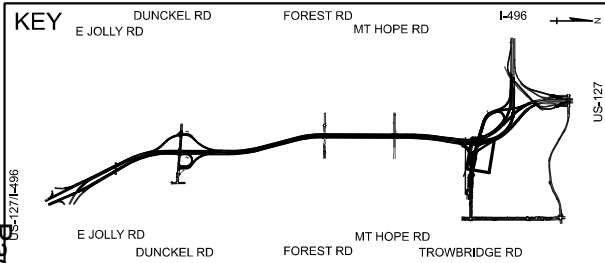 KEY
DUNCKEL RD
FOREST RD
I-496
E JOLLY RD
MT HOPE RD
N
US-127
US-127/I-496
E JOLLY RD
MT HOPE RD
DUNCKEL RD
FOREST RD
TROWBRIDGE RD